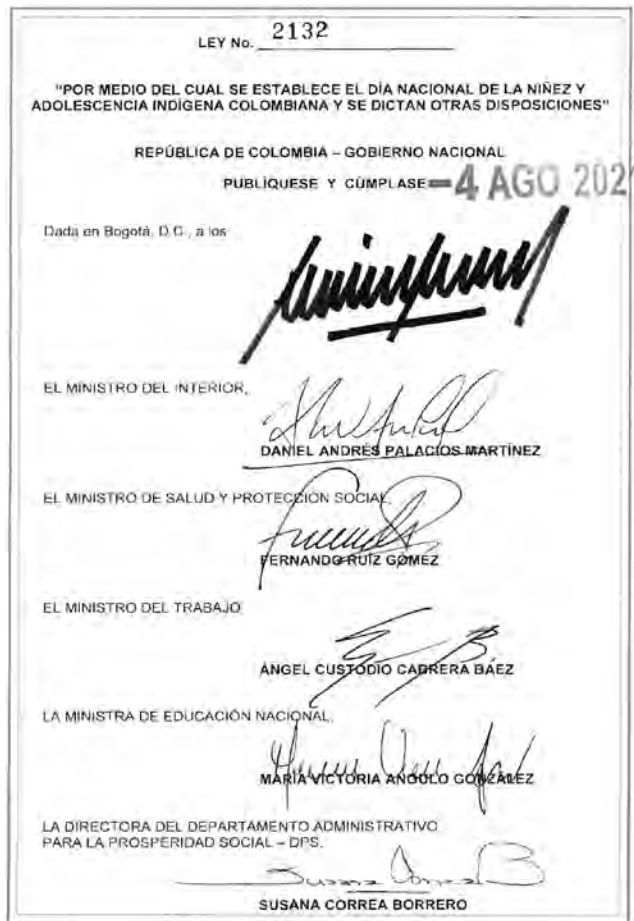 LEY No. 2132
"POR MEDIO DEL CUAL SE ESTABLECE EL DÍA NACIONAL DE LA NIÑEZ Y
ADOLESCENCIA INDÍGENA COLOMBIANA Y SE DICTAN OTRAS DISPOSICIONES"
REPÚBLICA DE COLOMBIA – GOBIERNO NACIONAL
PUBLÍQUESE Y CÚMPLASE 4 AGO 202
Dada en Bogotá, D.C., a los
EL MINISTRO DEL INTERIOR,
DANIEL ANDRÉS PALACIOS MARTÍNEZ
EL MINISTRO DE SALUD Y PROTECCIÓN SOCIAL,
FERNANDO RUÍZ GÓMEZ
EL MINISTRO DEL TRABAJO
ÁNGEL CUSTODIO CABRERA BÁEZ
LA MINISTRA DE EDUCACIÓN NACIONAL,
MARÍA VICTORIA ANGULO GONZÁLEZ
LA DIRECTORA DEL DEPARTAMENTO ADMINISTRATIVO
PARA LA PROSPERIDAD SOCIAL – DPS.
Susana Correa B
SUSANA CORREA BORRERO